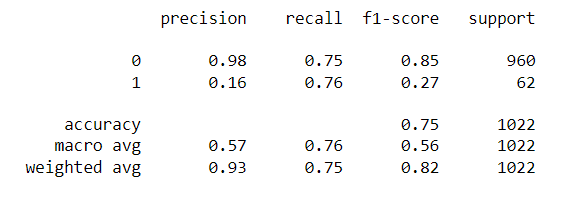 precision recall f1-score support
0 0.98 0.75 0.85 960
1 0.16 0.76 0.27 62
accuracy 0.75 1022
macro avg 0.57 0.76 0.56 1022
weighted avg 0.93 0.75 0.82 1022